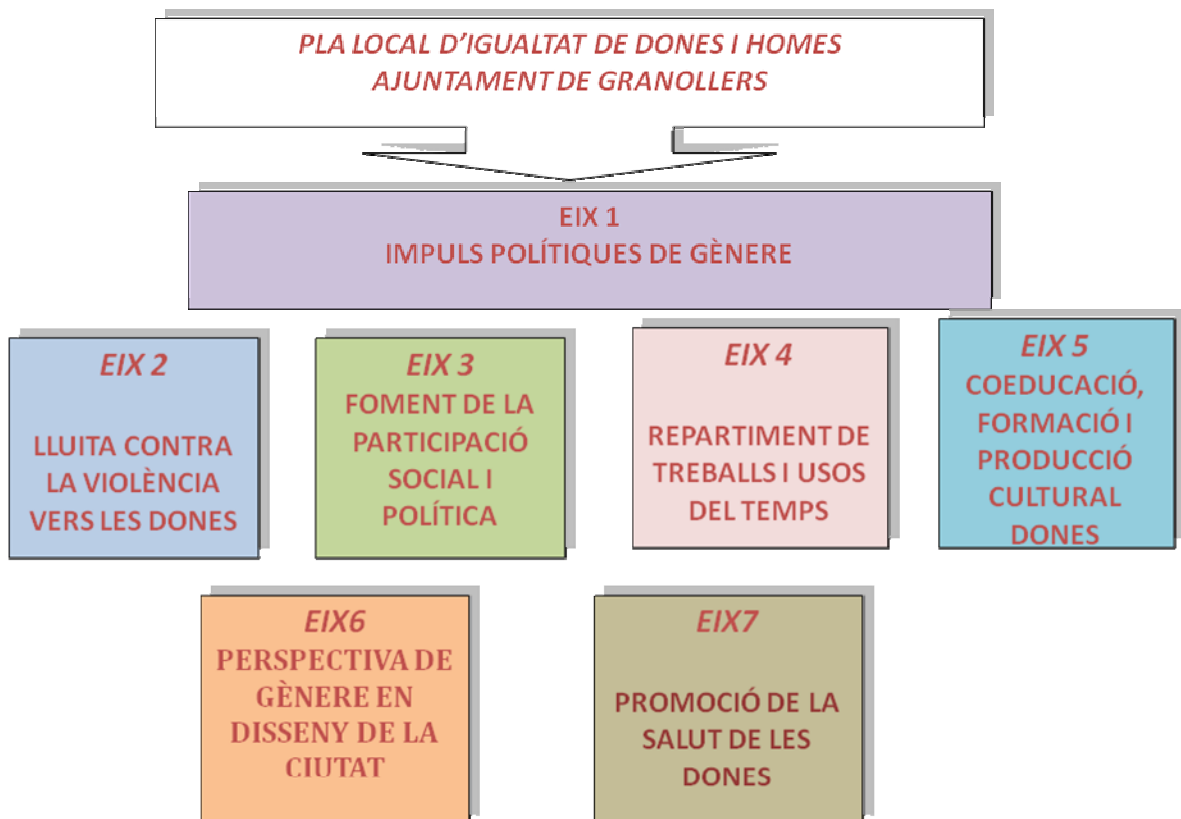 PLA LOCAL D'IGUALTAT DE DONES I HOMES
AJUNTAMENT DE GRANOLLERS
EIX 1
IMPULS POLÍTIQUES DE GÈNERE
EIX 2
LLUITA CONTRA
LA VIOLÈNCIA
VERS LES DONES
EIX 3
FOMENT DE LA
PARTICIPACIÓ
SOCIAL I
POLÍTICA
EIX 4
REPARTIMENT DE
TREBALLS I USOS
DEL TEMPS
EIX 5
COEDUCACIÓ,
FORMACIÓ I
PRODUCCIÓ
CULTURAL
DONES
EIX6
PERSPECTIVA DE
GÈNERE EN
DISSENY DE LA
CIUTAT
EIX7
PROMOCIÓ DE LA
SALUT DE LES
DONES